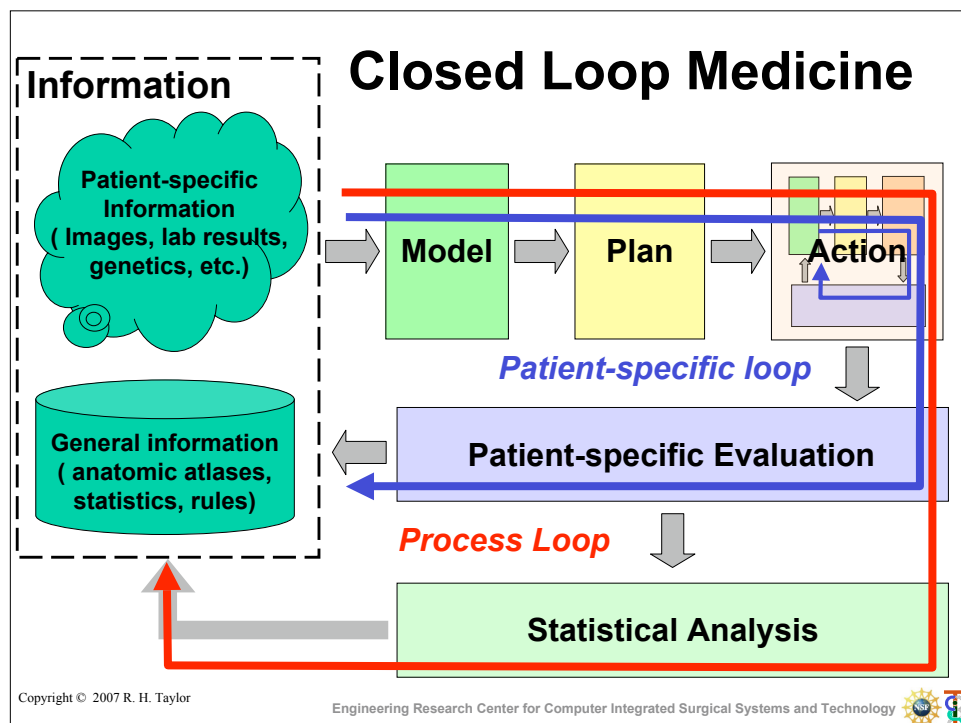 Closed Loop Medicine
Information
Patient-specific
Information
( Images, lab results,
genetics, etc.)
General information
( anatomic atlases,
statistics, rules)
Model
Plan
Action
Patient-specific loop
Patient-specific Evaluation
Process Loop
Statistical Analysis
Copyright © 2007 R. H. Taylor
Engineering Research Center for Computer Integrated Surgical Systems and Technology
NSF